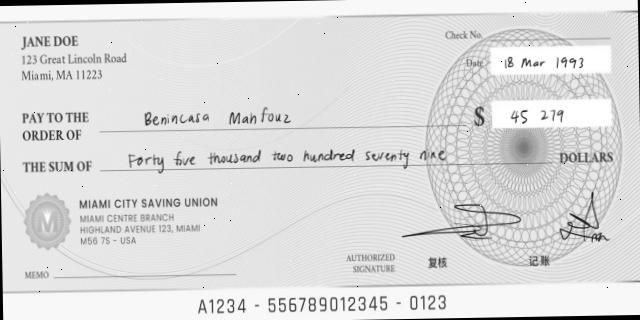 JANE DOE
123 Great Lincoln Road
Miami, MA 11223
Check No.
Date 18 Mar 1993
PAY TO THE
ORDER OF Benincasa Mahfouz
$ 45 279
THE SUM OF Forty five thousand two hundred seventy nine DOLLARS
M
MIAMI CITY SAVING UNION
MIAMI CENTRE BRANCH
HIGHLAND AVENUE 123, MIAMI
M56 7S - USA
AUTHORIZED
SIGNATURE
复核
记账
MEMO
A1234 - 556789012345 - 0123